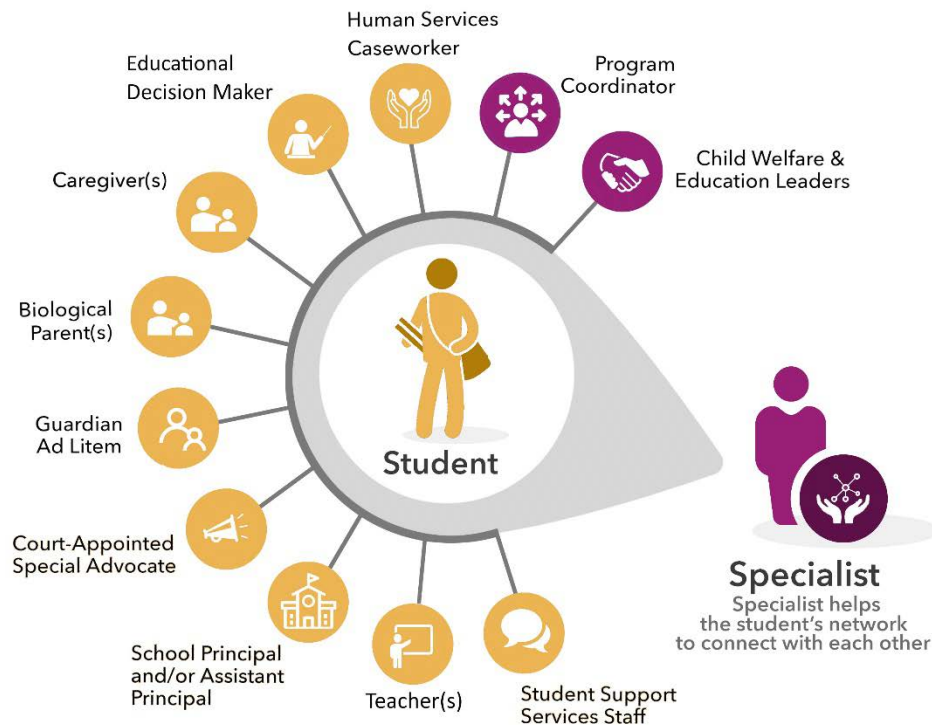 Human Services
Caseworker
Educational
Decision Maker
Program
Coordinator
Caregiver(s)
Child Welfare &
Education Leaders
Biological
Parent(s)
Guardian
Ad Litem
Student
Court-Appointed
Special Advocate
School Principal
and/or Assistant
Principal
Teacher(s)
Student Support
Services Staff
Specialist
Specialist helps
the student's network
to connect with each other